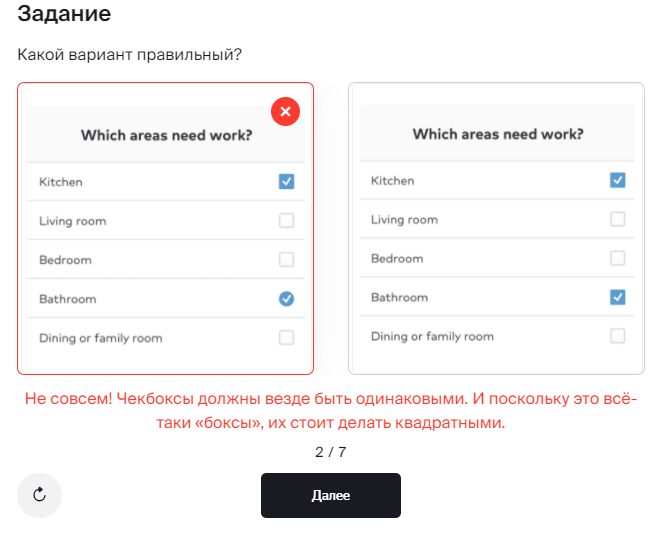 Задание
Какой вариант правильный?
Which areas need work?
Kitchen
Living room
Bedroom
Bathroom
Dining or family room
Which areas need work?
Kitchen
Living room
Bedroom
Bathroom
Dining or family room
Не совсем! Чекбоксы должны везде быть одинаковыми. И поскольку это всё-
таки «боксы», их стоит делать квадратными.
2 / 7
Далее